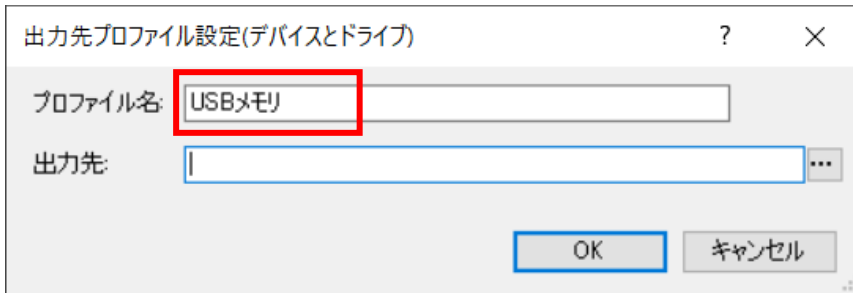 出力先プロファイル設定(デバイスとドライブ) ?
プロファイル名: USBメモリ
出力先: ...
OK キャンセル